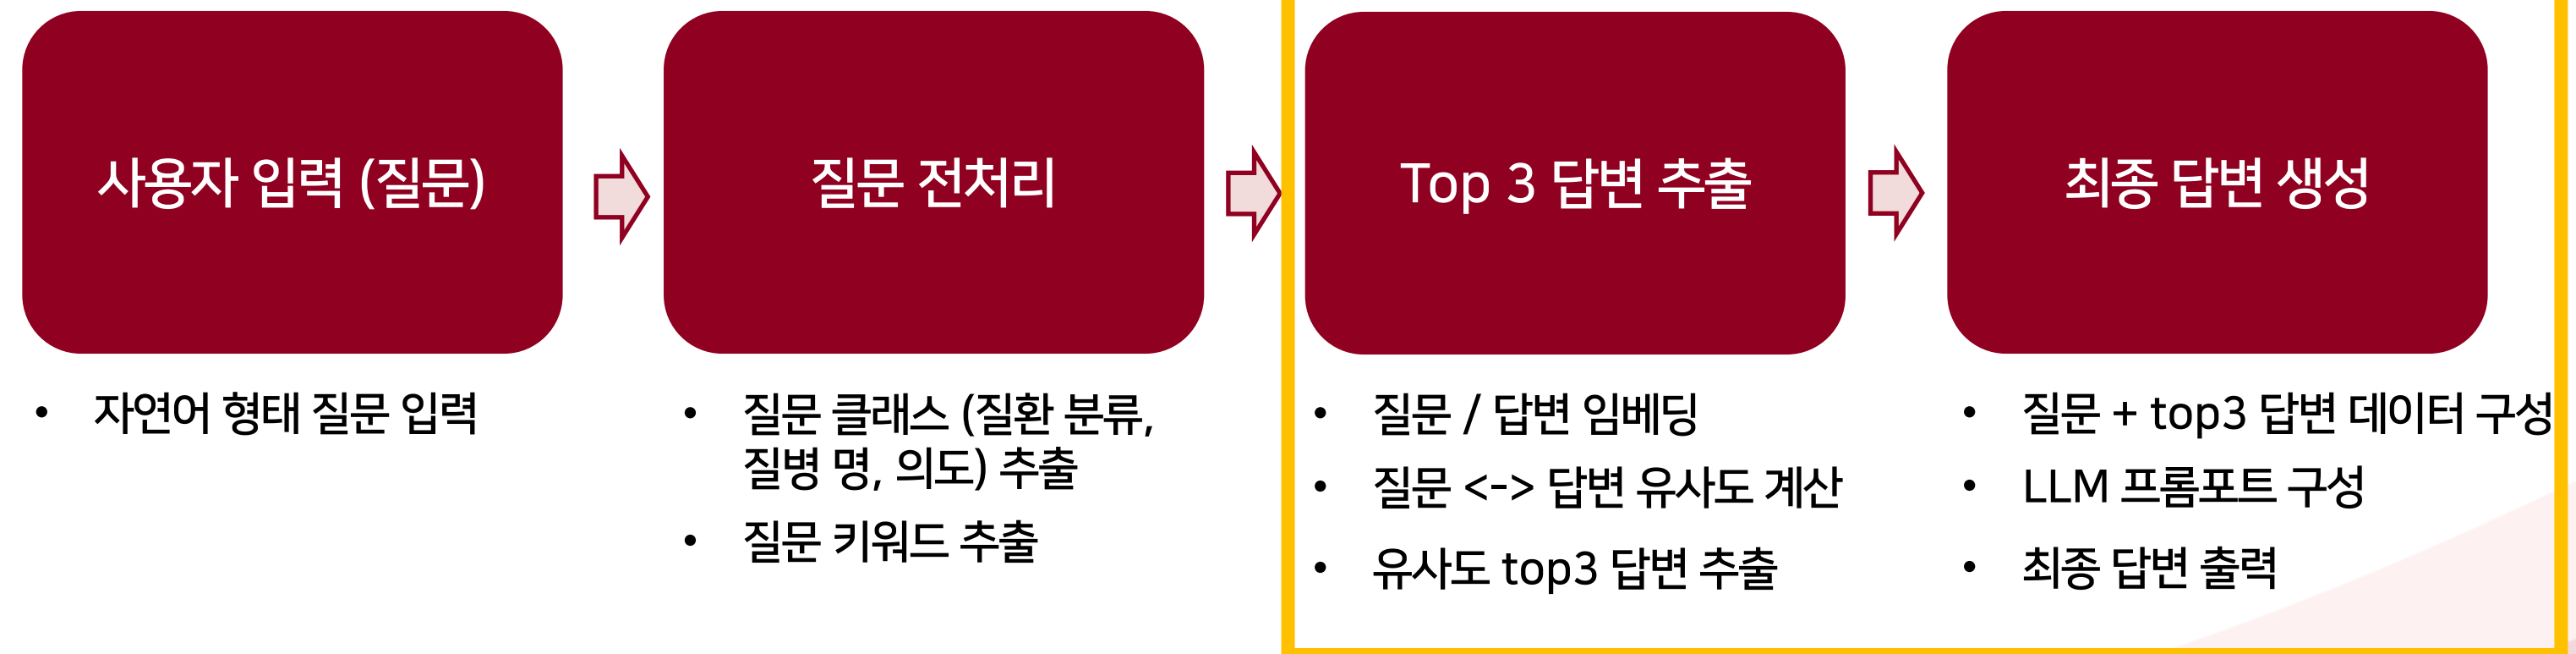 사용자 입력 (질문)
• 자연어 형태 질문 입력
질문 전처리
• 질문 클래스 (질환 분류,
질병 명, 의도) 추출
• 질문 키워드 추출
Top 3 답변 추출
• 질문 / 답변 임베딩
• 질문 <-> 답변 유사도 계산
• 유사도 top3 답변 추출
최종 답변 생성
• 질문 + top3 답변 데이터 구성
• LLM 프롬포트 구성
• 최종 답변 출력